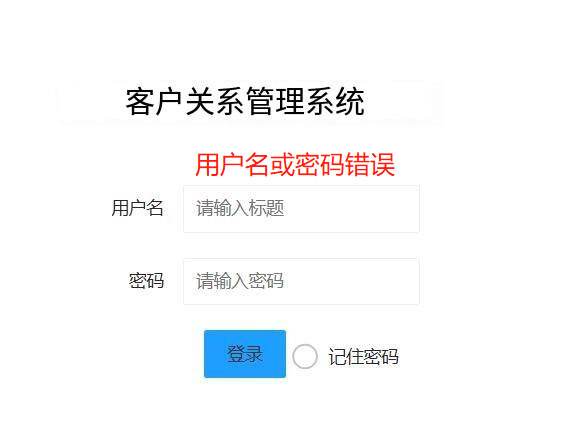 客户关系管理系统
用户名或密码错误
用户名 请输入标题
密码 请输入密码
登录 记住密码